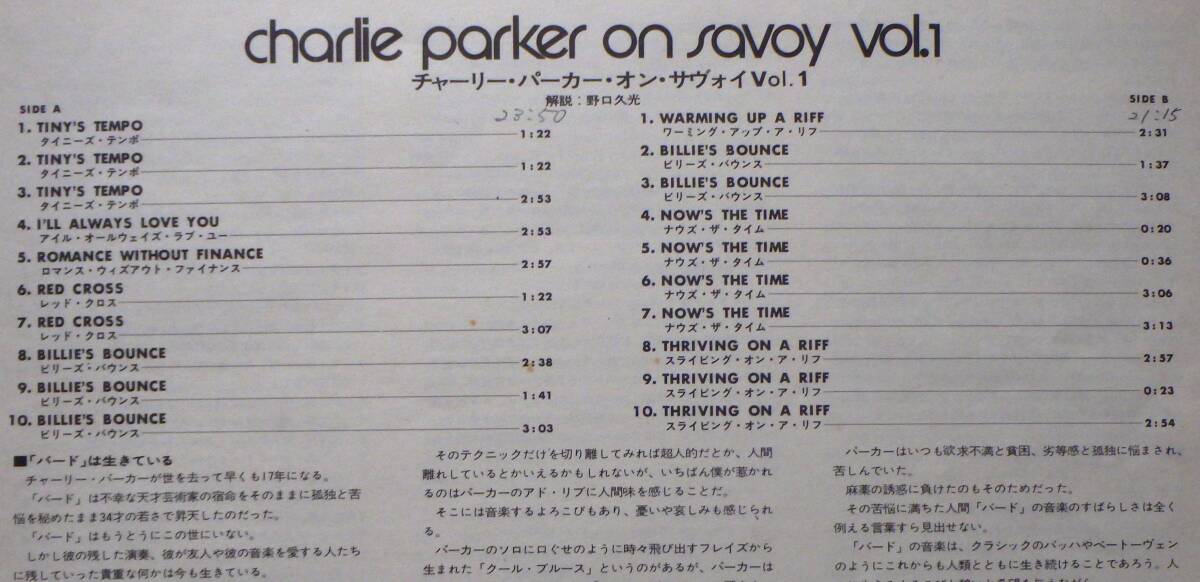 charlie parker on savoy vol.1
チャーリー・パーカー・オン・サヴォイVol.1
解説：野口久光
SIDE A
23:50
1. TINY'S TEMPO
タイニーズ・テンポ 1:22
2. TINY'S TEMPO
タイニーズ・テンポ 1:22
3. TINY'S TEMPO
タイニーズ・テンポ 2:53
4. I'LL ALWAYS LOVE YOU
アイル・オールウェイズ・ラブ・ユー 2:53
5. ROMANCE WITHOUT FINANCE
ロマンス・ウィズアウト・ファイナンス 2:57
6. RED CROSS
レッド・クロス 1:22
7. RED CROSS
レッド・クロス 3:07
8. BILLIE'S BOUNCE
ビリーズ・バウンス 2:38
9. BILLIE'S BOUNCE
ビリーズ・バウンス 1:41
10. BILLIE'S BOUNCE
ビリーズ・バウンス 3:03
SIDE B
21:15
1. WARMING UP A RIFF
ワーミング・アップ・ア・リフ 2:31
2. BILLIE'S BOUNCE
ビリーズ・バウンス 1:37
3. BILLIE'S BOUNCE
ビリーズ・バウンス 3:08
4. NOW'S THE TIME
ナウズ・ザ・タイム 0:20
5. NOW'S THE TIME
ナウズ・ザ・タイム 0:36
6. NOW'S THE TIME
ナウズ・ザ・タイム 3:06
7. NOW'S THE TIME
ナウズ・ザ・タイム 3:13
8. THRIVING ON A RIFF
スライビング・オン・ア・リフ 2:57
9. THRIVING ON A RIFF
スライビング・オン・ア・リフ 0:23
10. THRIVING ON A RIFF
スライビング・オン・ア・リフ 2:54
■「バード」は生きている
チャーリー・パーカーが世を去って早くも17年になる。
「バード」は不幸な天才芸術家の宿命をそのままに孤独と苦
悩を秘めたまま34才の若さで昇天したのだった。
「バード」はもうとうにこの世にいない。
しかし彼の残した演奏、彼が友人や彼の音楽を愛する人たち
に残していった貴重な何かは今も生きている。
そのテクニックだけを切り離してみれば超人的だとか、人間
離れしているとかいえるかもしれないが、いちばん僕が惹かれ
るのはパーカーのアド・リブに人間味を感じることだ。
そこには音楽するよろこびもあり、憂いや哀しみも感じられ
る。
パーカーのソロに口ぐせのように時々飛び出すフレイズから
生まれた「クール・ブルース」というのがあるが、パーカーは
パーカーはいつも欲求不満と貧困、劣等感と孤独に悩まされ、
苦しんでいた。
麻薬の誘惑に負けたのもそのためだった。
その苦悩に満ちた人間「バード」の音楽のすばらしさは全く
例える言葉すら見出せない。
「バード」の音楽は、クラシックのバッハやベートーヴェン
のようにこれからも人類とともに生き続けることであろう。人